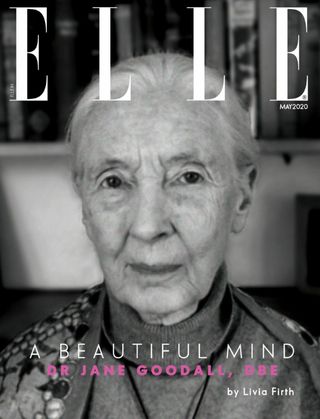 ELLE
MAY2020
A BEAUTIFUL MIND
DR JANE GOODALL, DBE
by Livia Firth